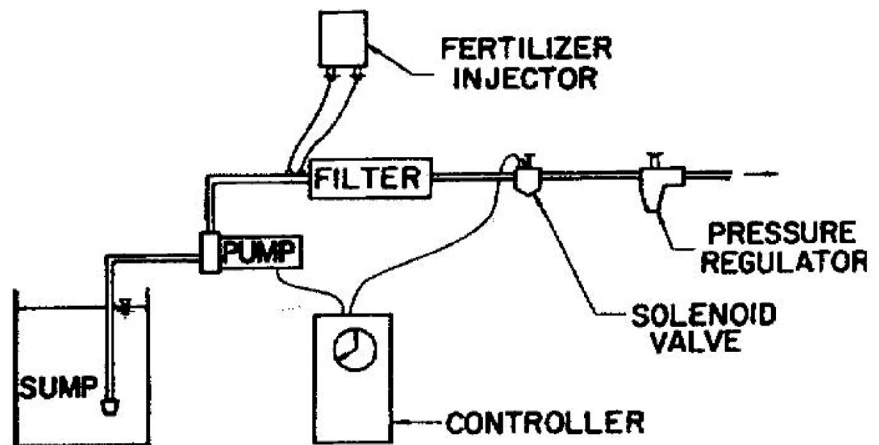 FERTILIZER
INJECTOR
FILTER
PUMP
PRESSURE
REGULATOR
SOLENOID
VALVE
SUMP
CONTROLLER